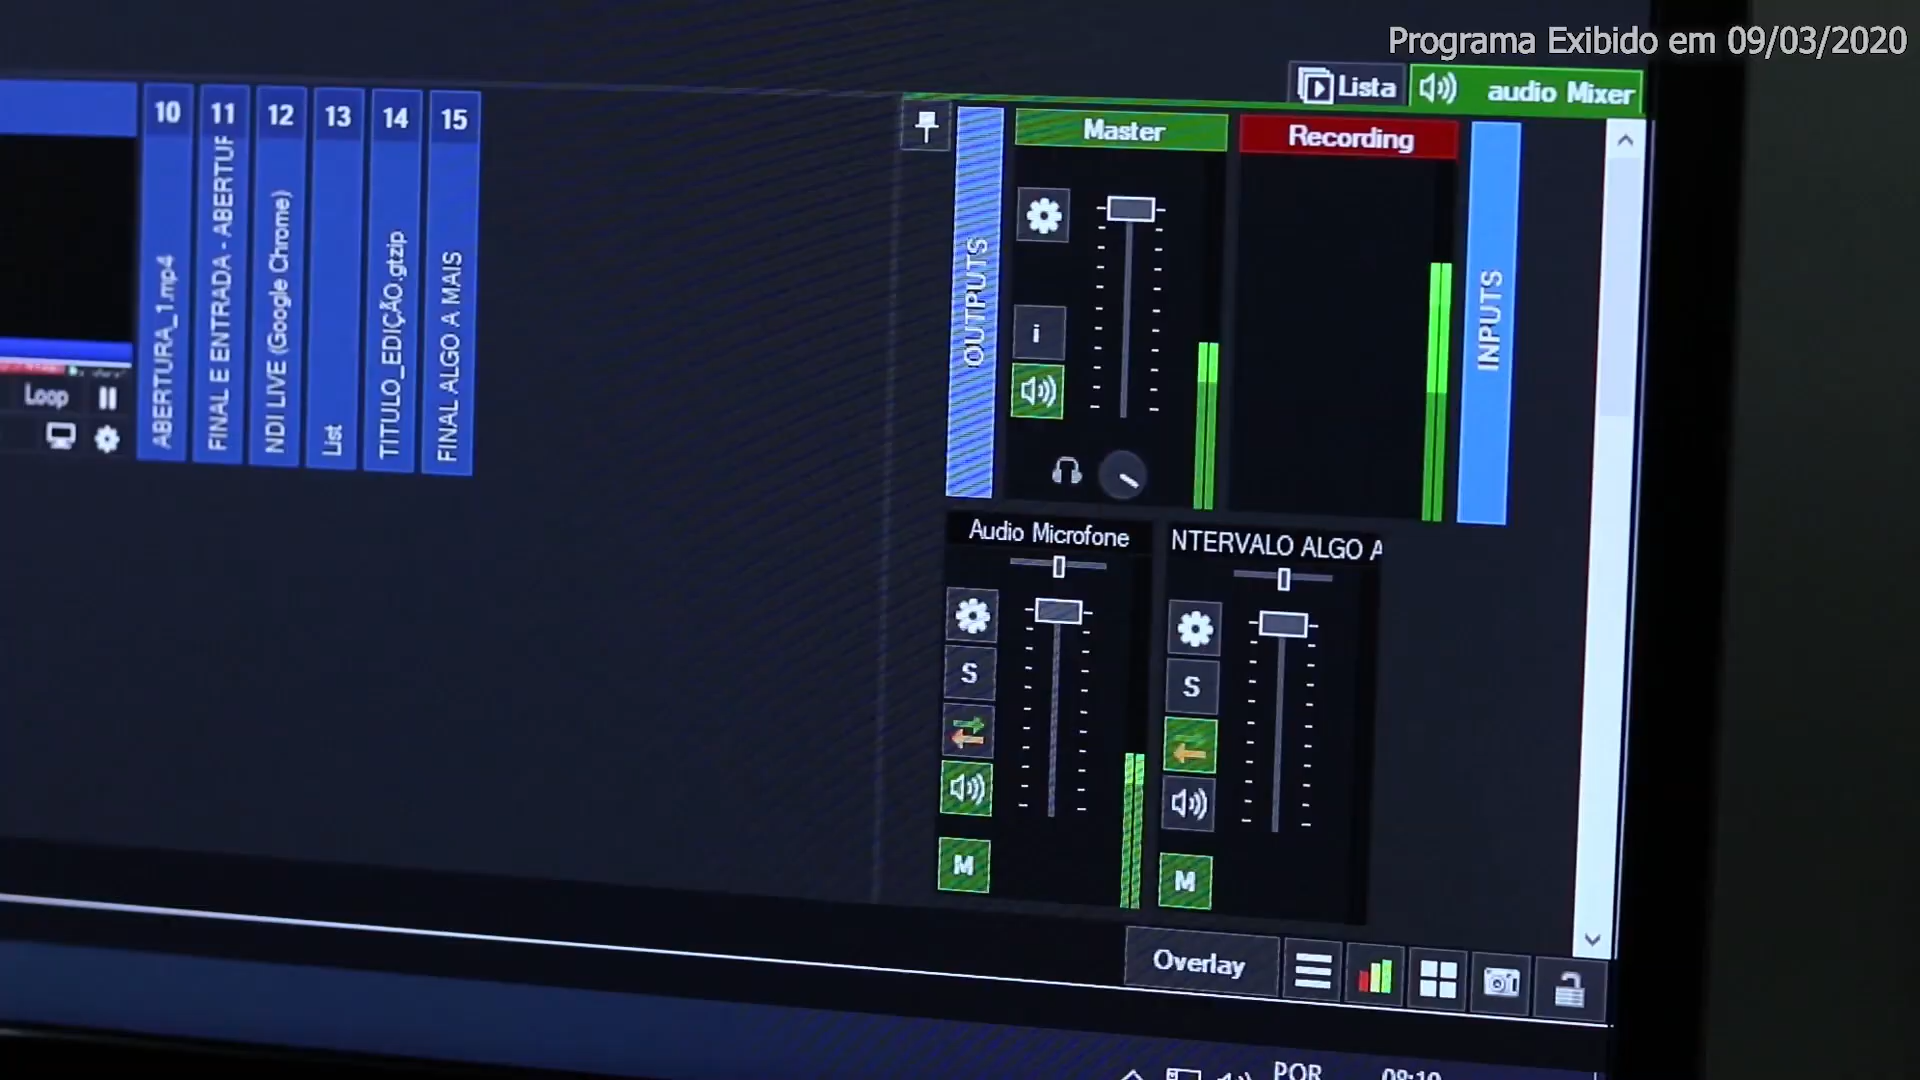 Programa Exibido em 09/03/2020
Lista
audio Mixer
10
11
12
13
14
15
ABERTURA_1.mp4
FINAL E ENTRADA - ABERTUR
NDI LIVE (Google Chrome)
List
TITULO_EDIÇÃO.gtzip
FINAL ALGO A MAIS
Loop
OUTPUTS
Master
Recording
INPUTS
i
Audio Microfone
NTERVALO ALGO A
S
S
M
M
Overlay
POR